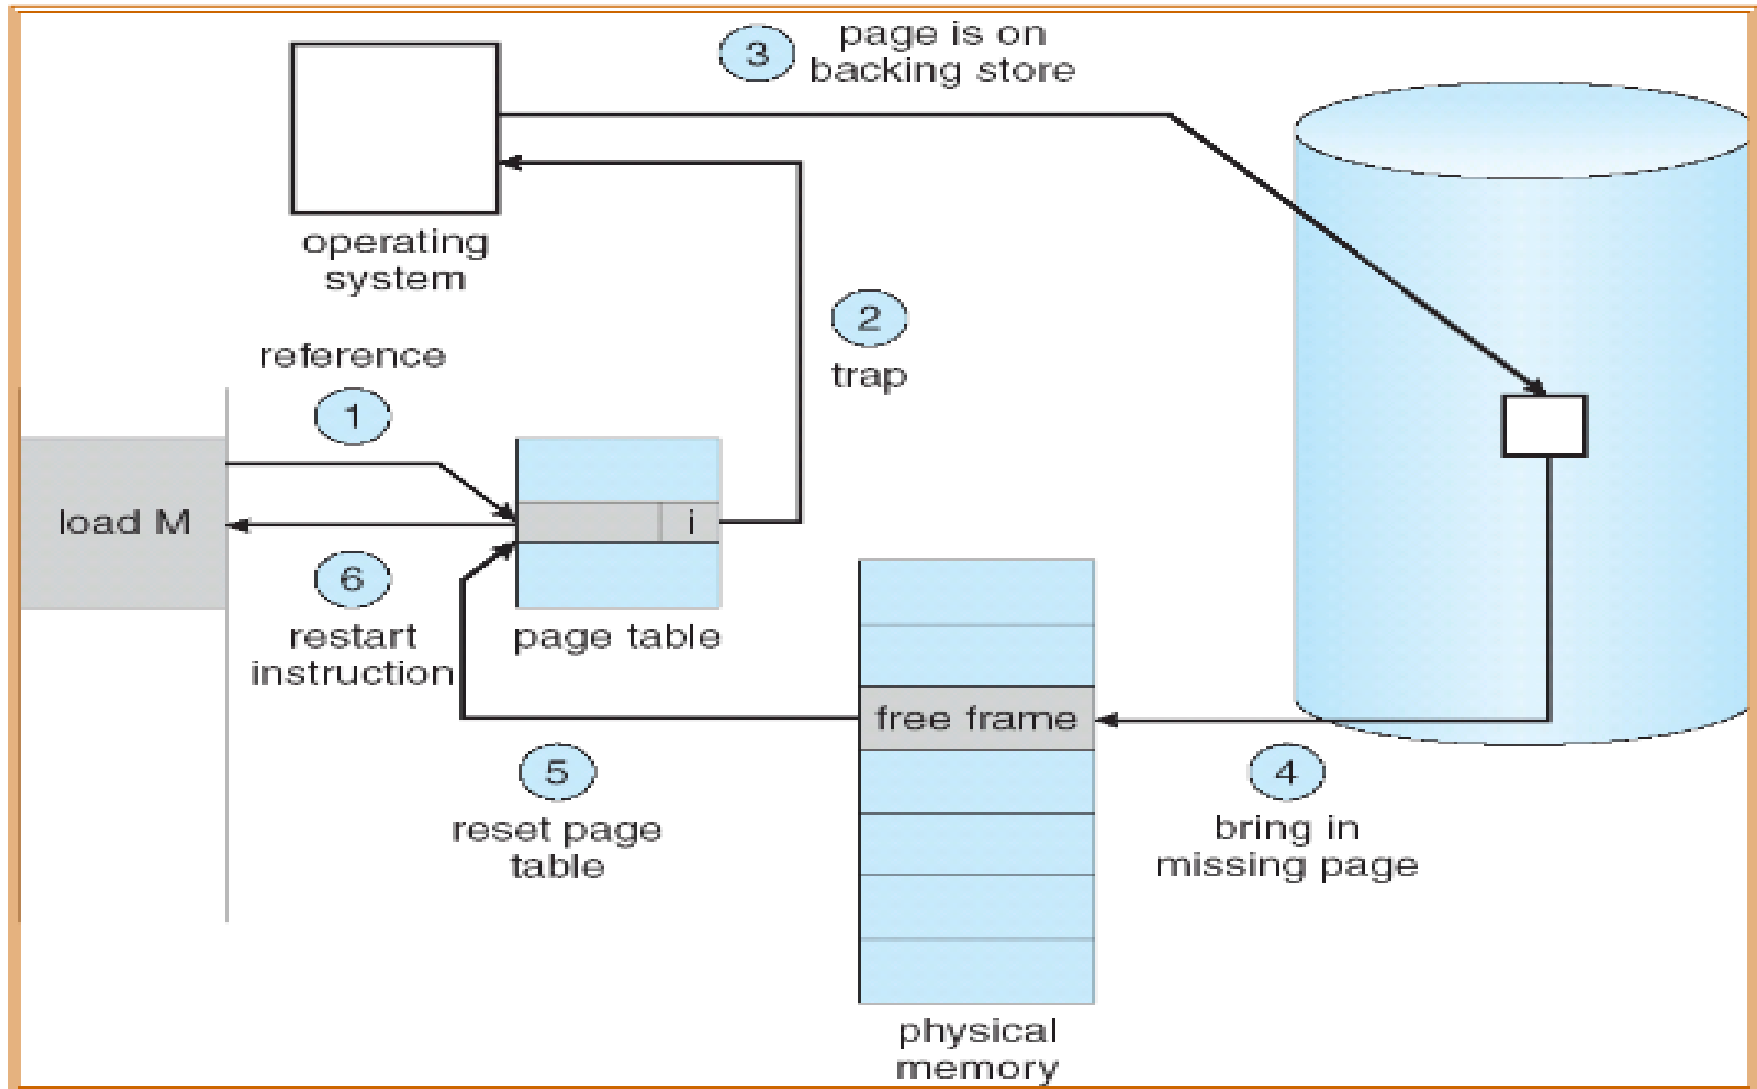 3
page is on
backing store
operating
system
2
trap
reference
1
load M
i
6
restart
instruction
page table
free frame
5
reset page
table
4
bring in
missing page
physical
memory